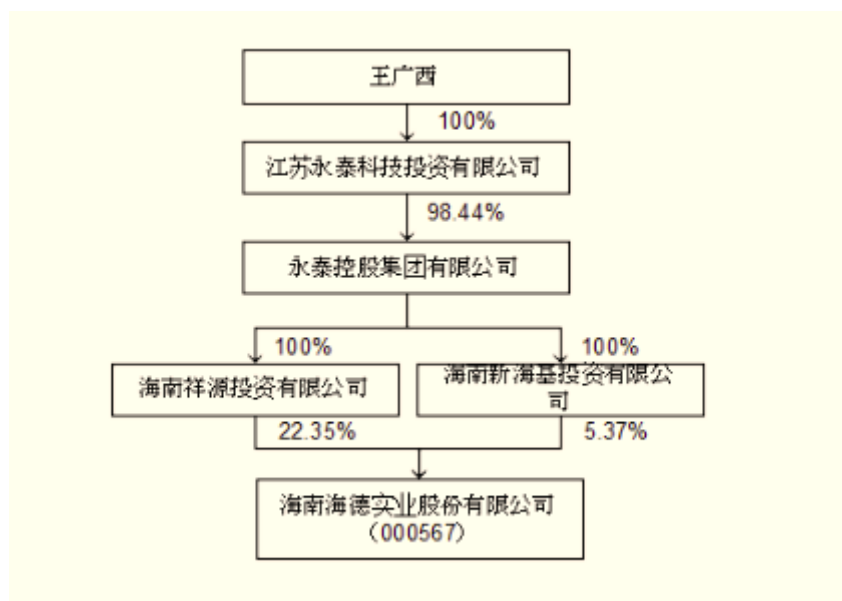 王广西
100%
江苏永泰科技投资有限公司
98.44%
永泰控股集团有限公司
100%
100%
海南祥源投资有限公司
海南新海基投资有限公
司
22.35%
5.37%
海南海德实业股份有限公司
（000567）